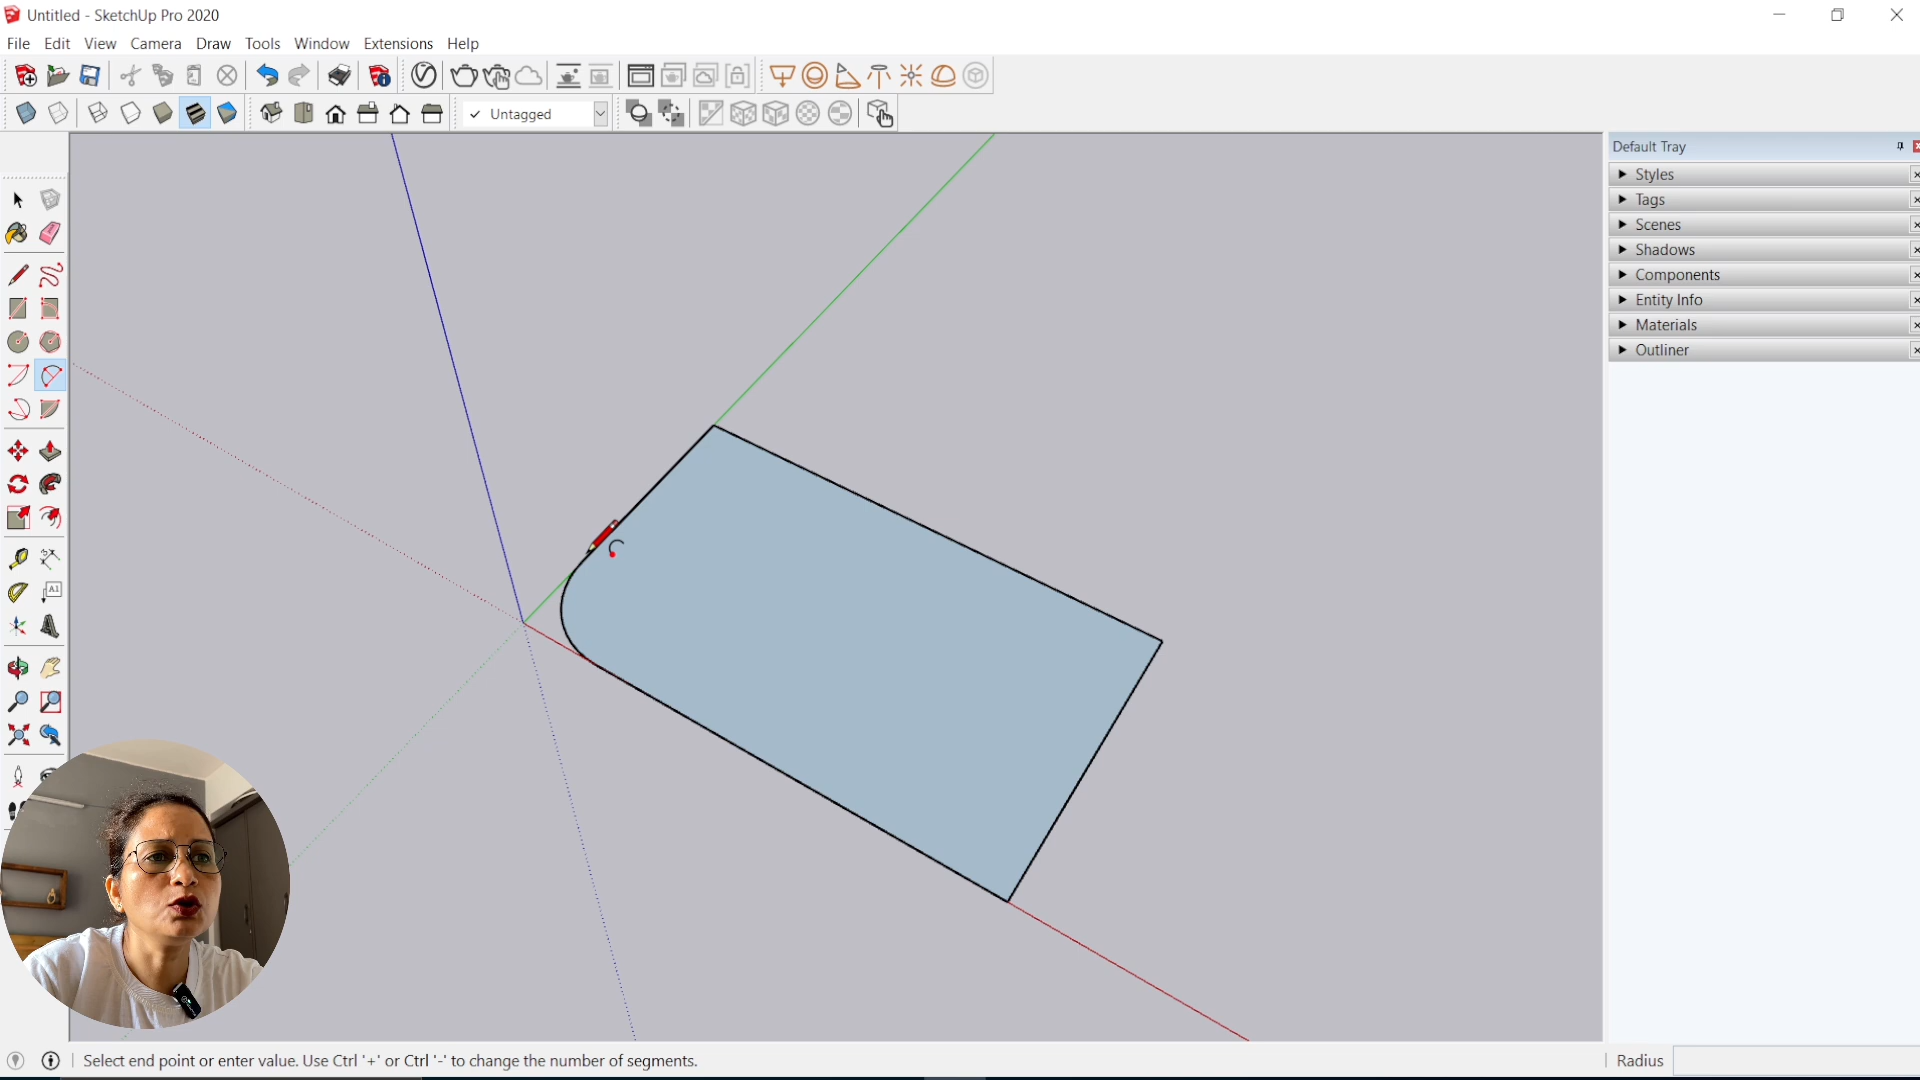 Untitled - SketchUp Pro 2020
File Edit View Camera Draw Tools Window Extensions Help
✓ Untagged
Default Tray
Styles
Tags
Scenes
Shadows
Components
Entity Info
Materials
Outliner
A1
Select end point or enter value. Use Ctrl '+' or Ctrl '-' to change the number of segments.
Radius